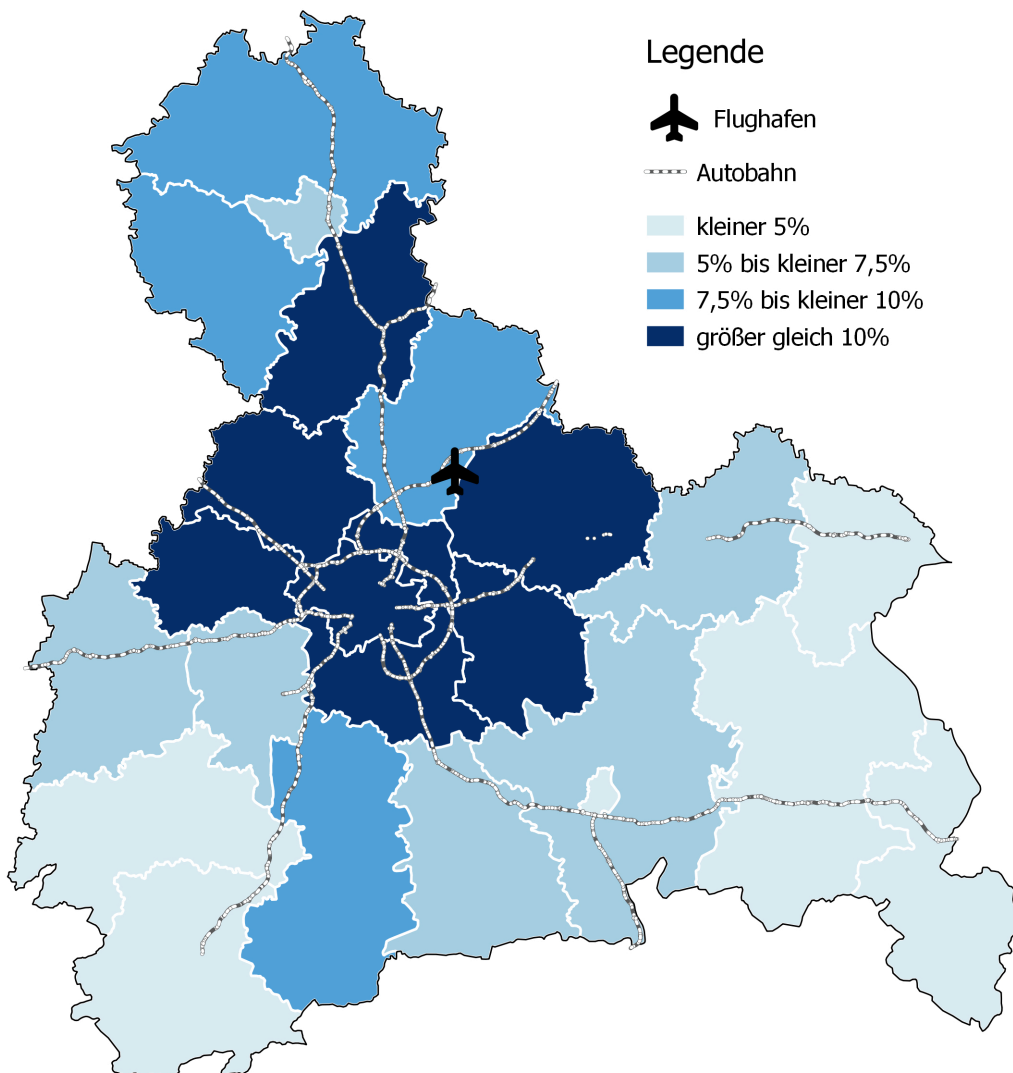 Legende
Flughafen
Autobahn
kleiner 5%
5% bis kleiner 7,5%
7,5% bis kleiner 10%
größer gleich 10%